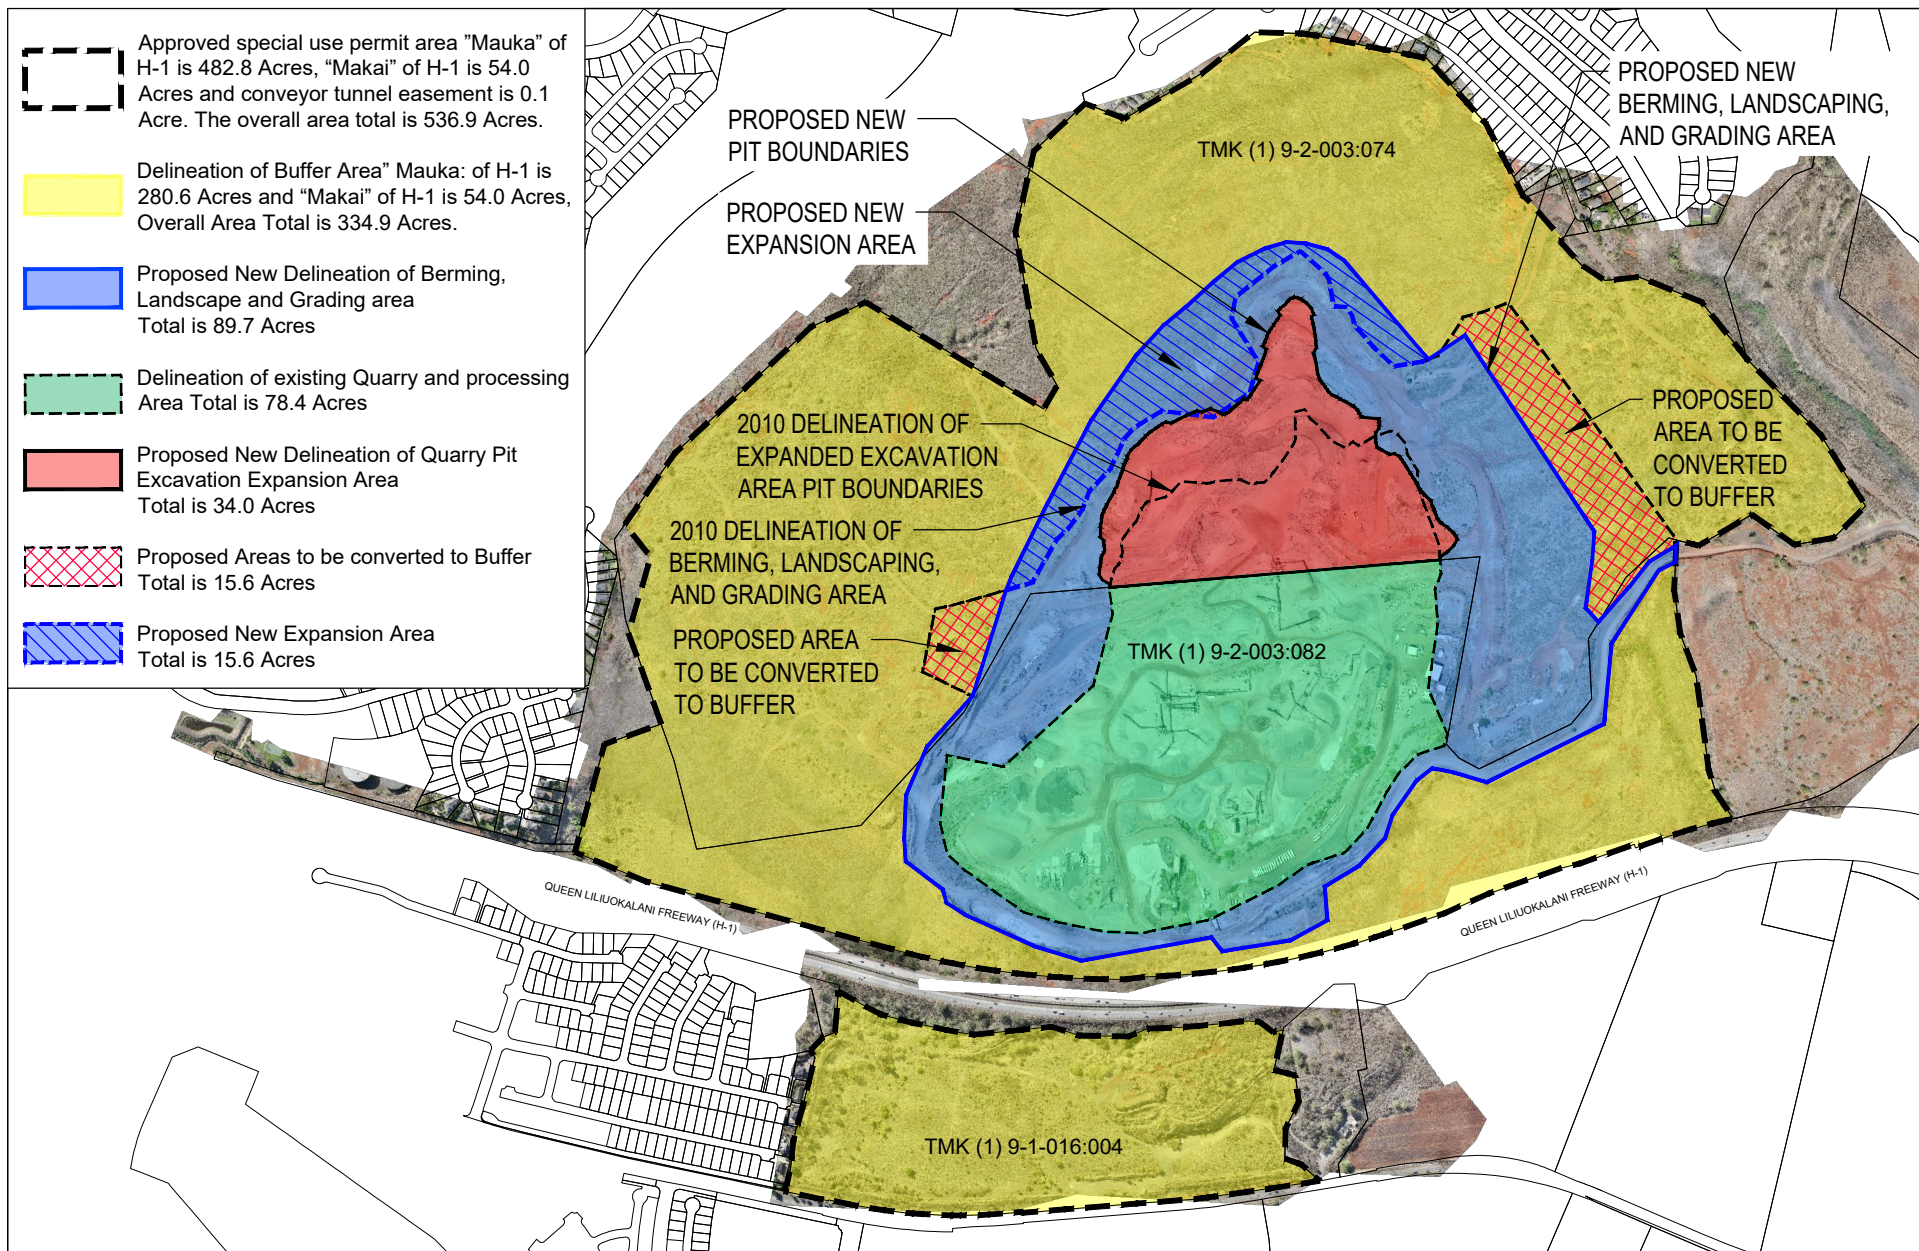 Approved special use permit area "Mauka" of
H-1 is 482.8 Acres, “Makai” of H-1 is 54.0
Acres and conveyor tunnel easement is 0.1
Acre. The overall area total is 536.9 Acres.
Delineation of Buffer Area” Mauka: of H-1 is
280.6 Acres and “Makai” of H-1 is 54.0 Acres,
Overall Area Total is 334.9 Acres.
Proposed New Delineation of Berming,
Landscape and Grading area
Total is 89.7 Acres
Delineation of existing Quarry and processing
Area Total is 78.4 Acres
Proposed New Delineation of Quarry Pit
Excavation Expansion Area
Total is 34.0 Acres
Proposed Areas to be converted to Buffer
Total is 15.6 Acres
Proposed New Expansion Area
Total is 15.6 Acres
PROPOSED NEW
PIT BOUNDARIES
PROPOSED NEW
EXPANSION AREA
TMK (1) 9-2-003:074
PROPOSED NEW
BERMING, LANDSCAPING,
AND GRADING AREA
2010 DELINEATION OF
EXPANDED EXCAVATION
AREA PIT BOUNDARIES
PROPOSED
AREA TO BE
CONVERTED
TO BUFFER
2010 DELINEATION OF
BERMING, LANDSCAPING,
AND GRADING AREA
PROPOSED AREA
TO BE CONVERTED
TO BUFFER
TMK (1) 9-2-003:082
QUEEN LILIUOKALANI FREEWAY (H-1)
QUEEN LILIUOKALANI FREEWAY (H-1)
TMK (1) 9-1-016:004